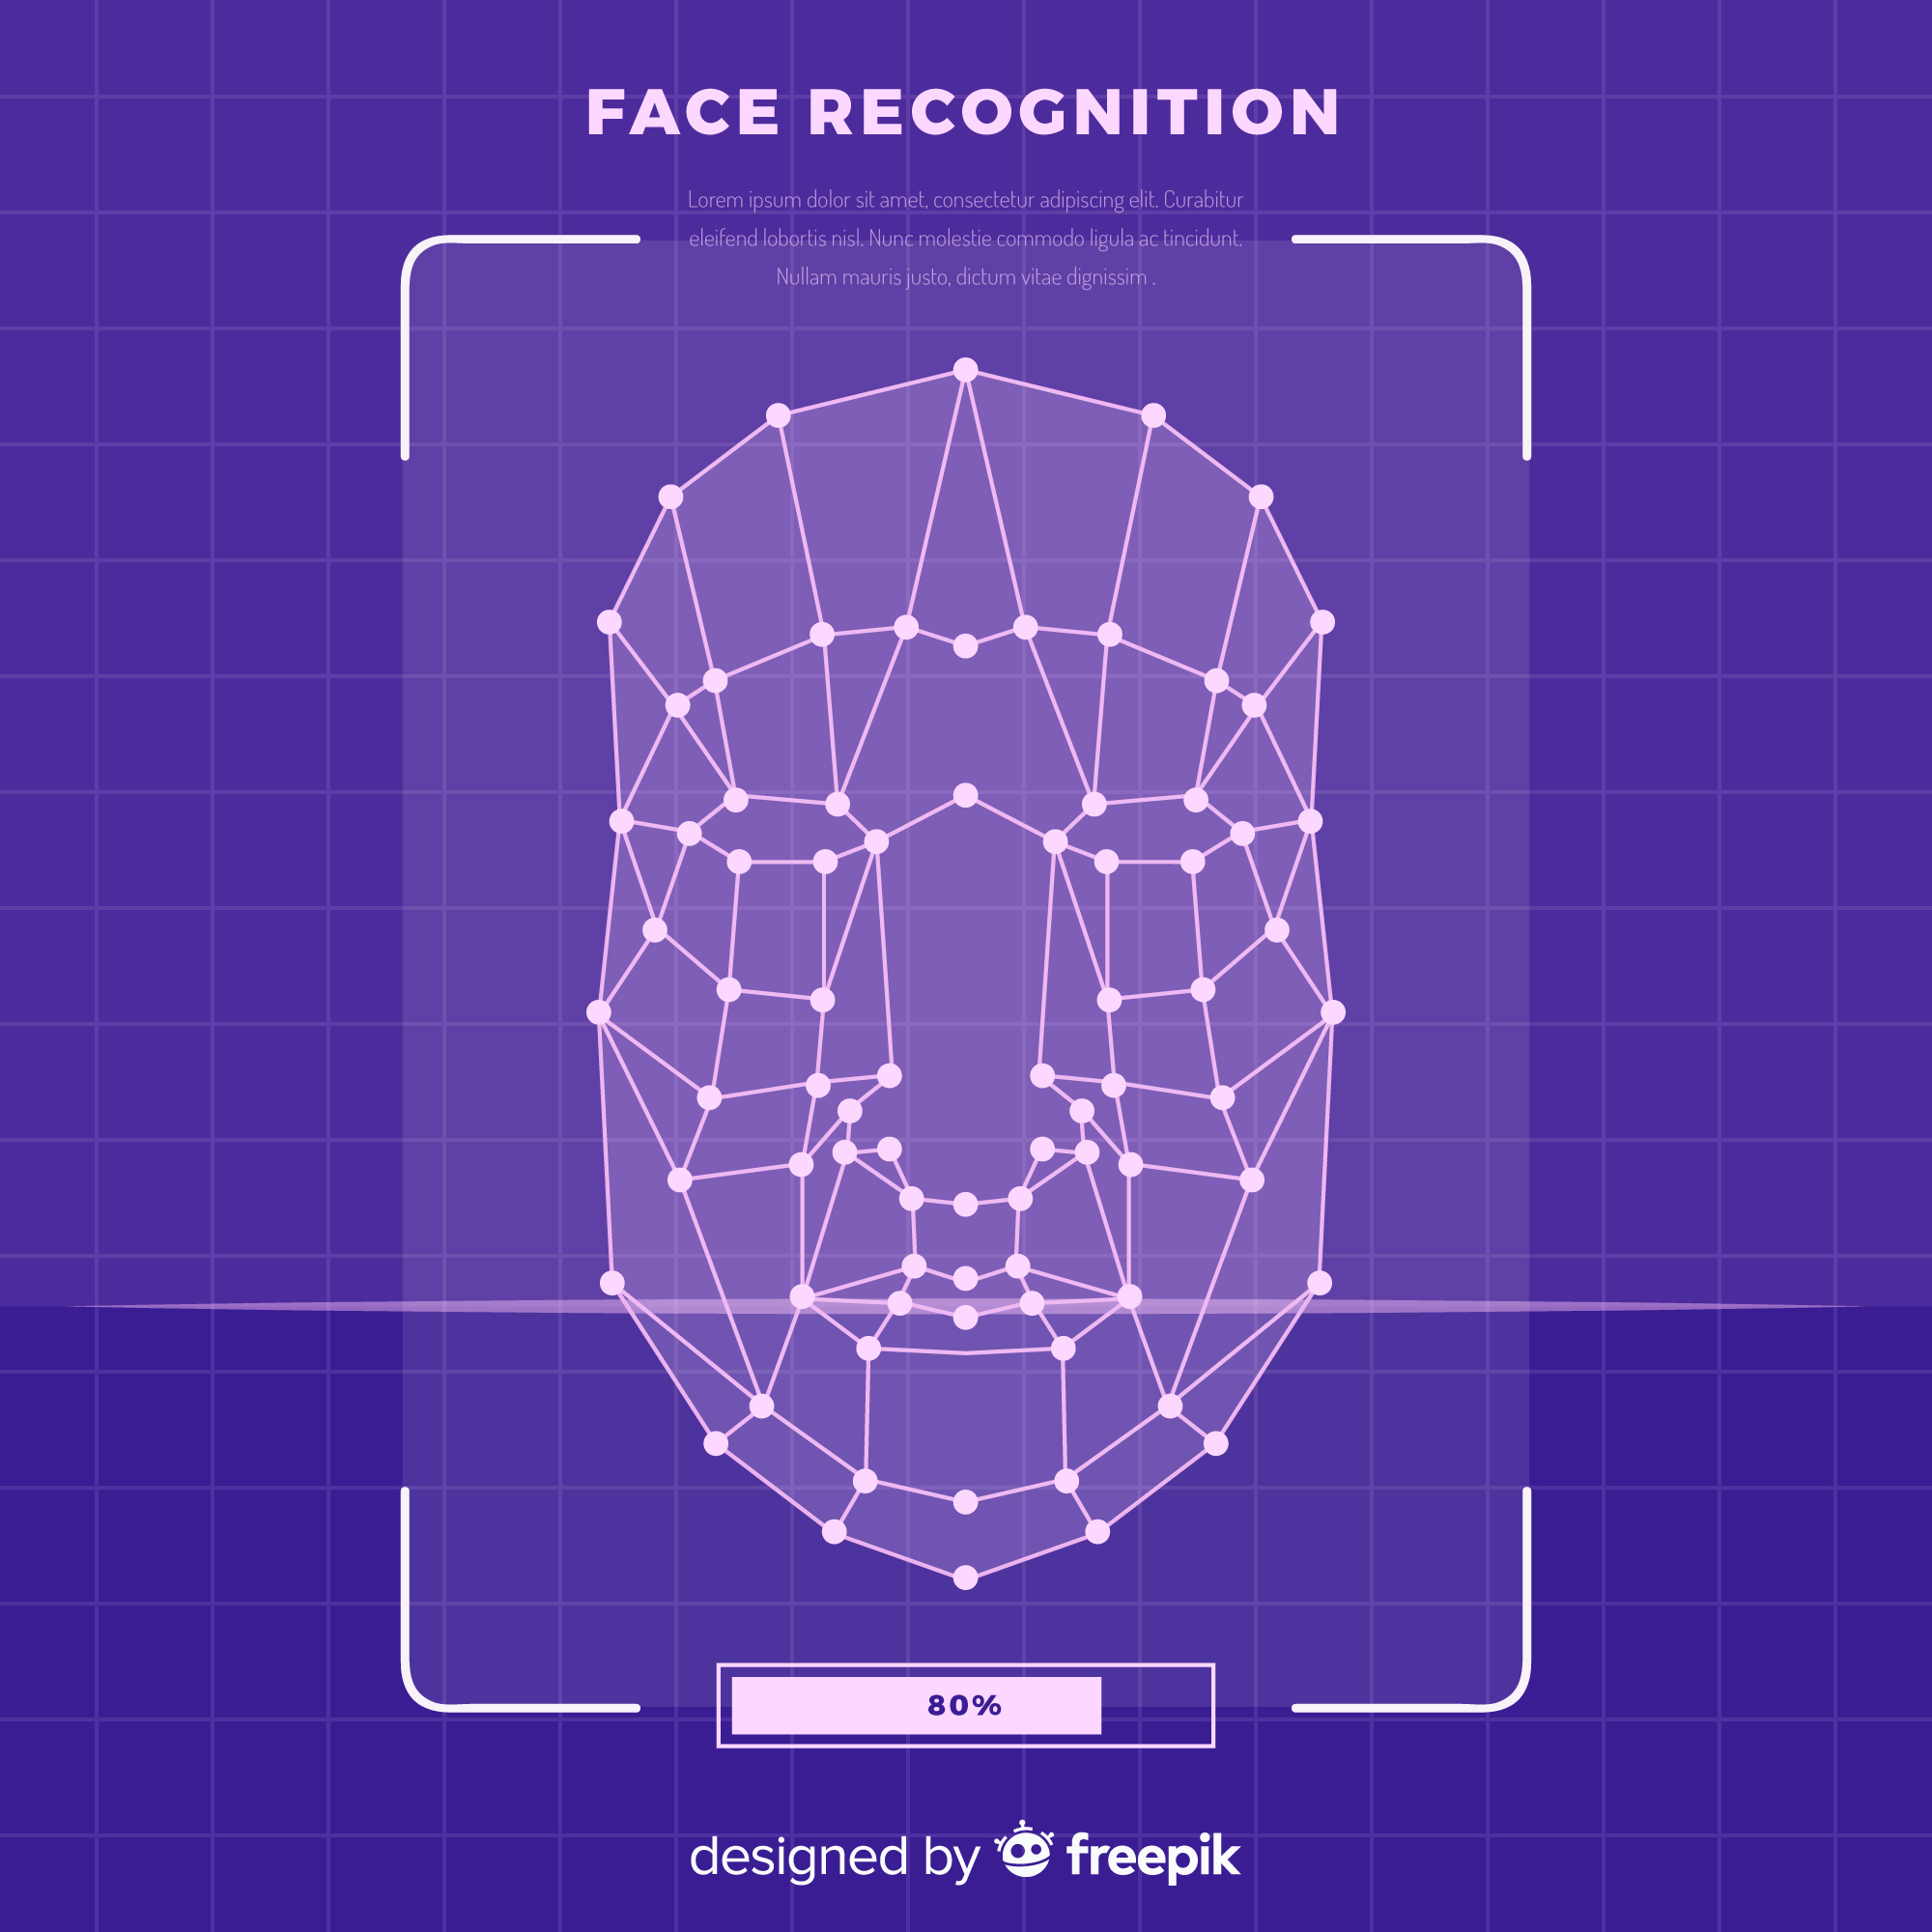 FACE RECOGNITION
Lorem ipsum dolor sit amet, consectetur adipiscing elit. Curabitur
eleifend lobortis nisl. Nunc molestie commodo ligula ac tincidunt.
Nullam mauris justo, dictum vitae dignissim .
80%
designed by freepik